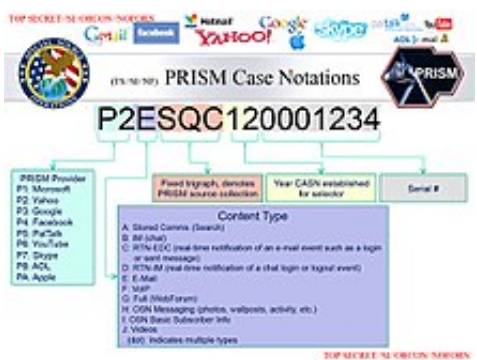 TOP SECRET//SI//ORCON//NOFORN
Gmail facebook Hotmail YAHOO! Google skype paltalk YouTube
AOL mail
(TS//SI//NF) PRISM Case Notations
PRISM
P2ESQC120001234
PRISM Provider
P1: Microsoft
P2: Yahoo
P3: Google
P4: Facebook
P5: PalTalk
P6: YouTube
P7: Skype
P8: AOL
PA: Apple
Fixed trigraph, denotes
PRISM source collection
Year CASN established
for selector
Serial #
Content Type
A: Stored Comms (Search)
B: IM (chat)
C: RTN-EDC (real-time notification of an e-mail event such as a login
or sent message)
D: RTN-IM (real-time notification of a chat login or logout event)
E: E-Mail
F: VoIP
G: Full (WebForum)
H: OSN Messaging (photos, wallposts, activity, etc.)
I: OSN Basic Subscriber Info
J: Videos
. (dot): Indicates multiple types
TOP SECRET//SI//ORCON//NOFORN